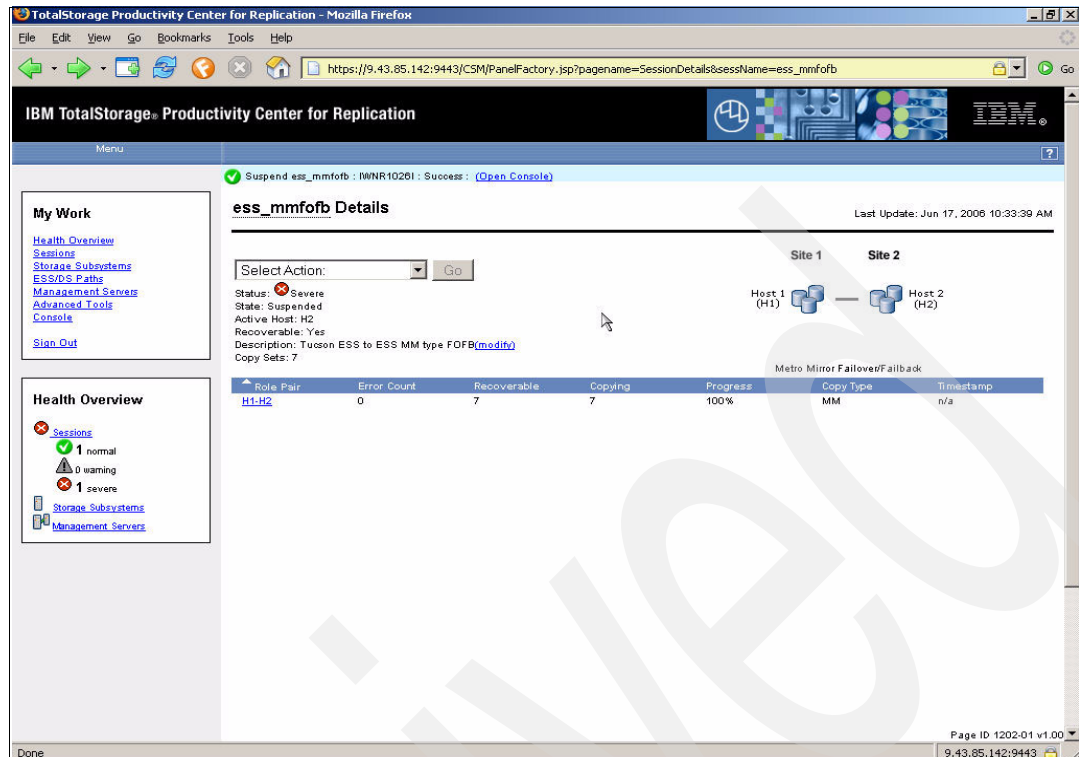 TotalStorage Productivity Center for Replication - Mozilla Firefox
File Edit View Go Bookmarks Tools Help
https://9.43.85.142:9443/CSM/PanelFactory.jsp?pagename=SessionDetails&sessName=ess_mmfofb
Go
IBM TotalStorage® Productivity Center for Replication
IBM®
Menu
?
Suspend ess_mmfofb : IWNR1026I : Success : (Open Console)
My Work
Health Overview
Sessions
Storage Subsystems
ESS/DS Paths
Management Servers
Advanced Tools
Console
Sign Out
Health Overview
Sessions
1 normal
0 warning
1 severe
Storage Subsystems
Management Servers
ess_mmfofb Details
Last Update: Jun 17, 2006 10:33:39 AM
Select Action:
Go
Status: Severe
State: Suspended
Active Host: H2
Recoverable: Yes
Description: Tucson ESS to ESS MM type FOFB(modify)
Copy Sets: 7
Site 1 Site 2
Host 1 (H1)
Host 2 (H2)
Metro Mirror Failover/Failback
Role Pair Error Count Recoverable Copying Progress Copy Type Timestamp
H1-H2 0 7 7 100% MM n/a
Page ID 1202-01 v1.00
Done
9.43.85.142:9443